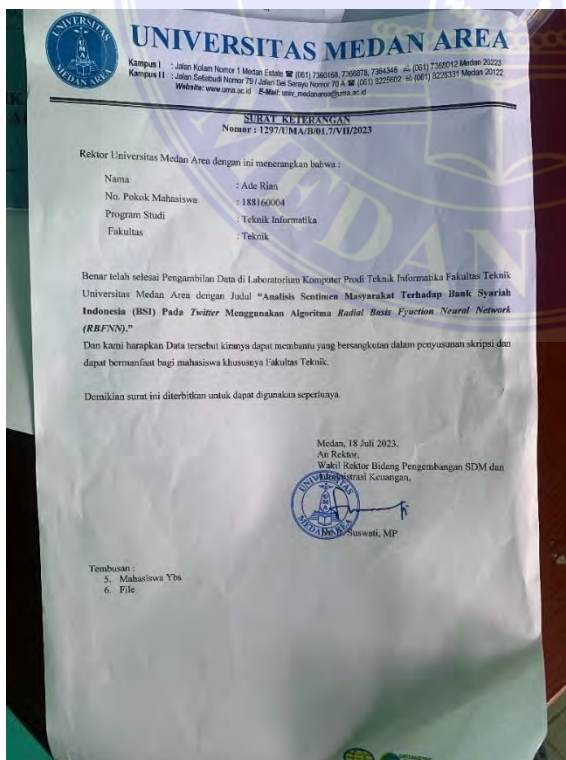 UNIVERSITAS MEDAN AREA
Kampus I : Jalan Kolam Nomor 1 Medan Estate ☎ (061) 7360168, 7366878, 7364348 (061) 7368012 Medan 20223
Kampus II : Jalan Setiabudi Nomor 79 / Jalan Sei Serayu Nomor 70 A ☎ (061) 8225602 (061) 8226331 Medan 20122
Website: www.uma.ac.id E-Mail: univ_medanarea@uma.ac.id
SURAT KETERANGAN
Nomor : 1297/UMA/B/01.7/VII/2023
Rektor Universitas Medan Area dengan ini menerangkan bahwa :
Nama : Ade Rian
No. Pokok Mahasiswa : 188160004
Program Studi : Teknik Informatika
Fakultas : Teknik
Benar telah selesai Pengambilan Data di Laboratorium Komputer Prodi Teknik Informatika Fakultas Teknik
Universitas Medan Area dengan Judul “Analisis Sentimen Masyarakat Terhadap Bank Syariah
Indonesia (BSI) Pada Twitter Menggunakan Algoritma Radial Basis Fyuction Neural Network
(RBFNN).”
Dan kami harapkan Data tersebut kiranya dapat membantu yang bersangkutan dalam penyusunan skripsi dan
dapat bermanfaat bagi mahasiswa khususnya Fakultas Teknik.
Demikian surat ini diterbitkan untuk dapat digunakan seperlunya.
Medan, 18 Juli 2023.
An Rektor,
Wakil Rektor Bidang Pengembangan SDM dan
Administrasi Keuangan,
UNIVERSITAS
MEDAN AREA
Suswati, MP
Tembusan :
5. Mahasiswa Ybs
6. File